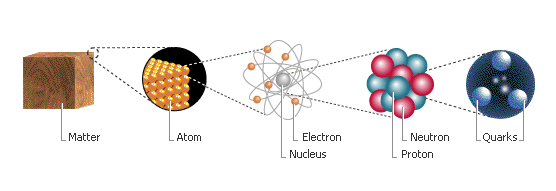 Matter
Atom
Electron
Nucleus
Neutron
Proton
Quarks